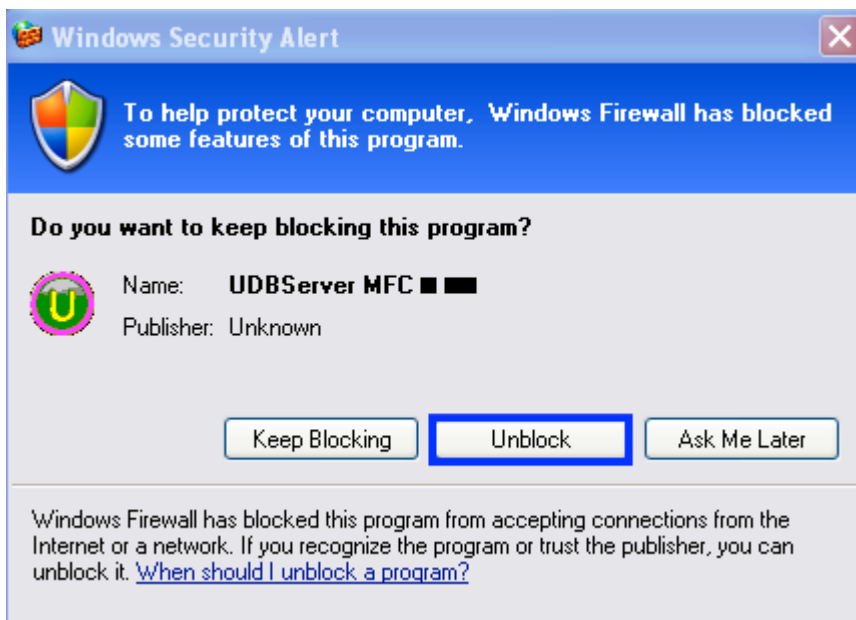 Windows Security Alert
To help protect your computer, Windows Firewall has blocked
some features of this program.
Do you want to keep blocking this program?
Name: UDBServer MFC
Publisher: Unknown
Keep Blocking Unblock Ask Me Later
Windows Firewall has blocked this program from accepting connections from the
Internet or a network. If you recognize the program or trust the publisher, you can
unblock it. When should I unblock a program?